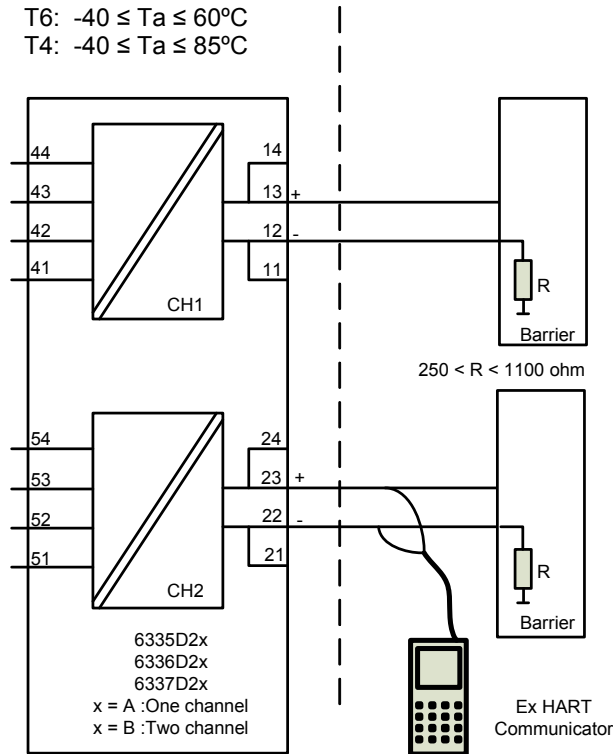 T6: -40 ≤ Ta ≤ 60ºC
T4: -40 ≤ Ta ≤ 85ºC
44
43
42
41
CH1
14
13 +
12 -
11
R
Barrier
250 < R < 1100 ohm
54
53
52
51
CH2
24
23 +
22 -
21
R
Barrier
6335D2x
6336D2x
6337D2x
x = A :One channel
x = B :Two channel
Ex HART
Communicator